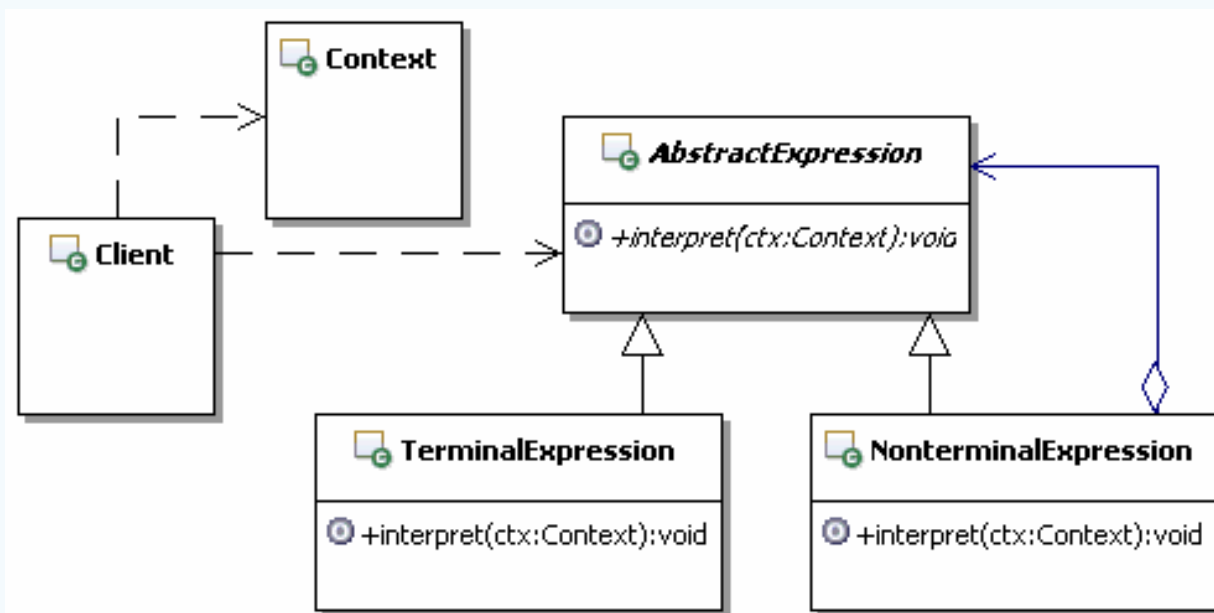 Context
AbstractExpression
+interpret(ctx:Context):void
Client
TerminalExpression
+interpret(ctx:Context):void
NonterminalExpression
+interpret(ctx:Context):void